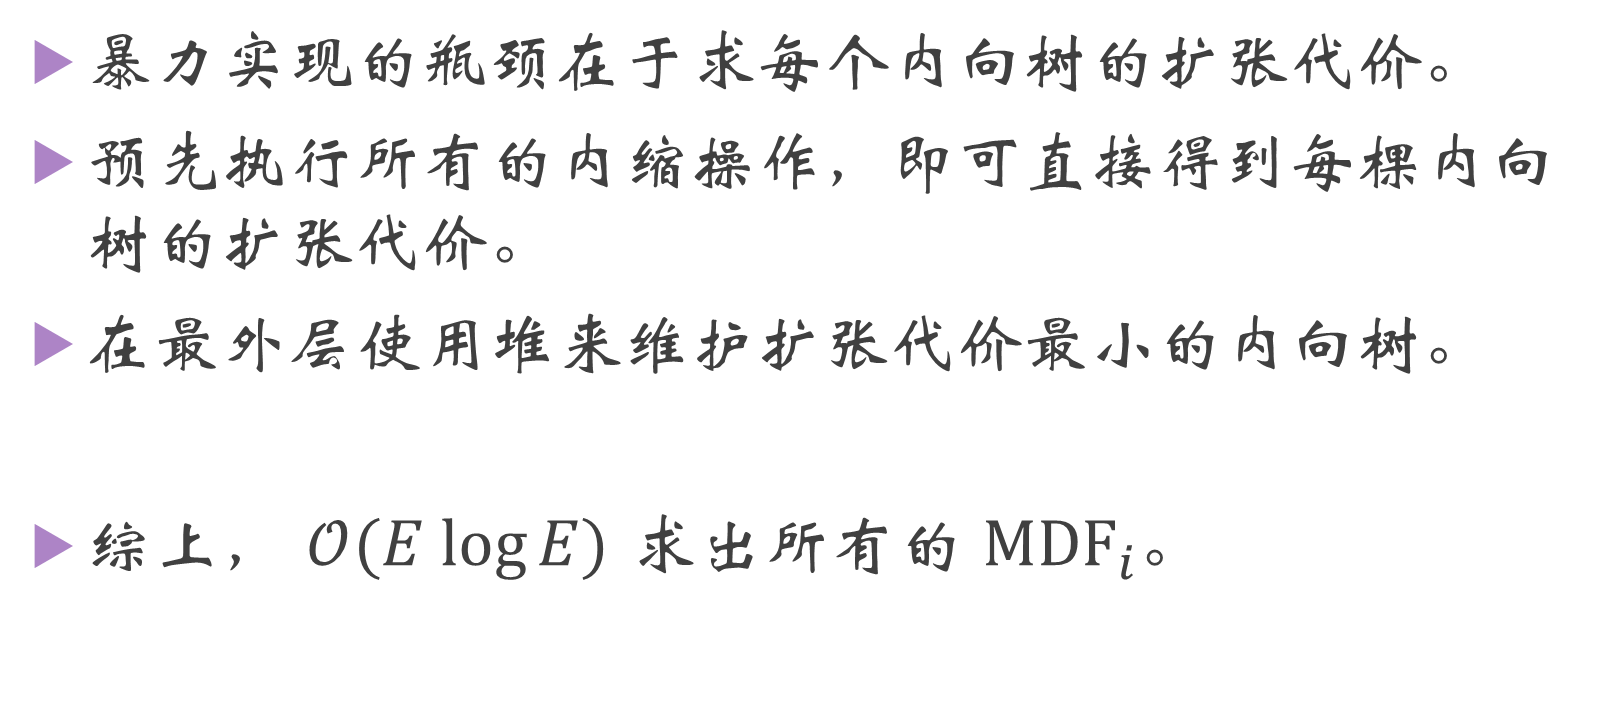 暴力实现的瓶颈在于求每个内向树的扩张代价。
预先执行所有的内缩操作，即可直接得到每棵内向
树的扩张代价。
在最外层使用堆来维护扩张代价最小的内向树。
综上， 𝒪(E log E) 求出所有的 MDFᵢ。